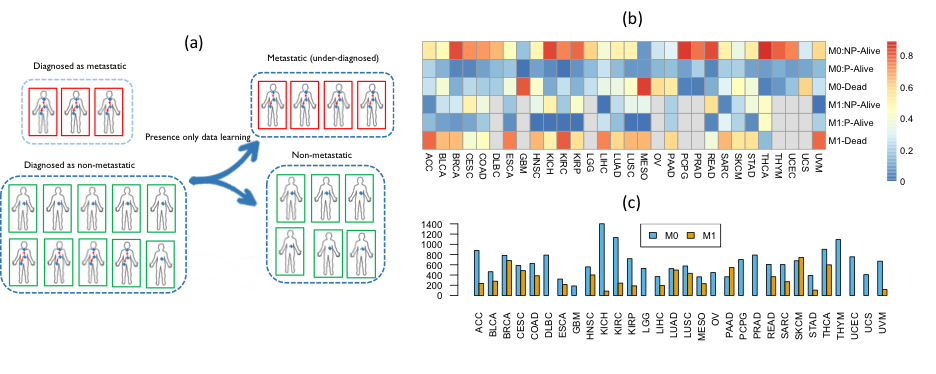 (a)
Diagnosed as metastatic
Metastatic (under-diagnosed)
Presence only data learning
Diagnosed as non-metastatic
Non-metastatic
(b)
M0:NP-Alive
M0:P-Alive
M0-Dead
M1:NP-Alive
M1:P-Alive
M1-Dead
0.8
0.6
0.4
0.2
0
ACC BLCA BRCA CESC COAD DLBC ESCA GBM HNSC KICH KIRC KIRP LGG LIHC LUAD LUSC MESO OV PAAD PCPG PRAD READ SARC SKCM STAD THCA THYM UCEC UCS UVM
(c)
M0 M1
1400
1200
1000
800
600
400
200
0
ACC BLCA BRCA CESC COAD DLBC ESCA GBM HNSC KICH KIRC KIRP LGG LIHC LUAD LUSC MESO OV PAAD PCPG PRAD READ SARC SKCM STAD THCA THYM UCEC UCS UVM